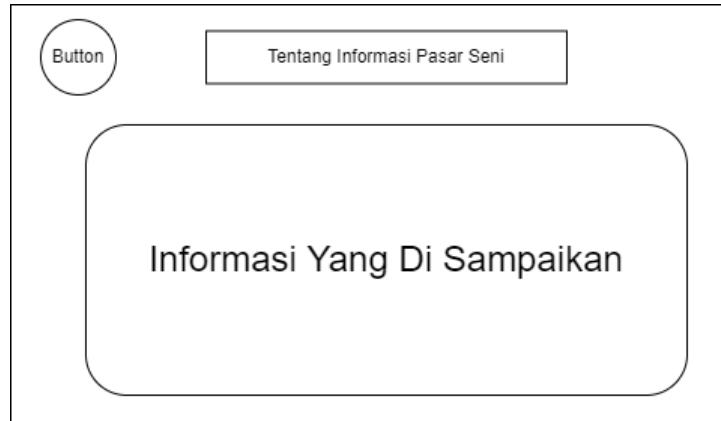 Button
Tentang Informasi Pasar Seni
Informasi Yang Di Sampaikan